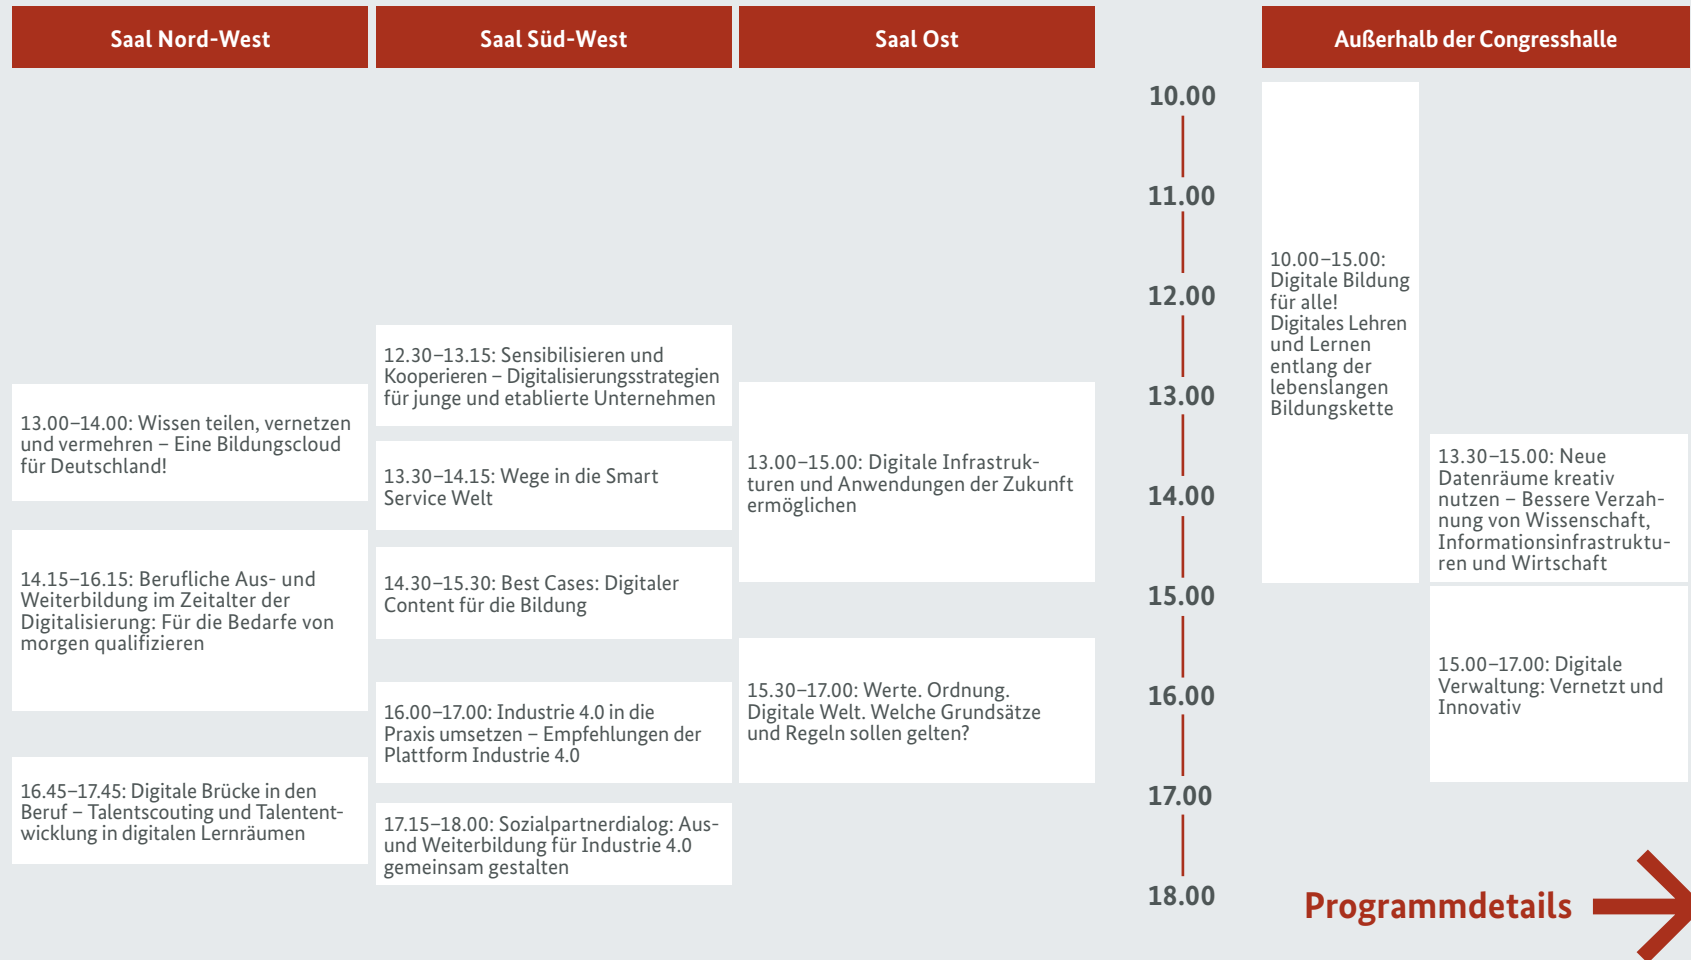 Saal Nord-West
13.00–14.00: Wissen teilen, vernetzen
und vermehren – Eine Bildungscloud
für Deutschland!
14.15–16.15: Berufliche Aus- und
Weiterbildung im Zeitalter der
Digitalisierung: Für die Bedarfe von
morgen qualifizieren
16.45–17.45: Digitale Brücke in den
Beruf – Talentscouting und Talentent-
wicklung in digitalen Lernräumen
Saal Süd-West
12.30–13.15: Sensibilisieren und
Kooperieren – Digitalisierungsstrategien
für junge und etablierte Unternehmen
13.30–14.15: Wege in die Smart
Service Welt
14.30–15.30: Best Cases: Digitaler
Content für die Bildung
16.00–17.00: Industrie 4.0 in die
Praxis umsetzen – Empfehlungen der
Plattform Industrie 4.0
17.15–18.00: Sozialpartnerdialog: Aus-
und Weiterbildung für Industrie 4.0
gemeinsam gestalten
Saal Ost
13.00–15.00: Digitale Infrastruk-
turen und Anwendungen der Zukunft
ermöglichen
15.30–17.00: Werte. Ordnung.
Digitale Welt. Welche Grundsätze
und Regeln sollen gelten?
10.00
11.00
12.00
13.00
14.00
15.00
16.00
17.00
18.00
Außerhalb der Congresshalle
10.00–15.00:
Digitale Bildung
für alle!
Digitales Lehren
und Lernen
entlang der
lebenslangen
Bildungskette
13.30–15.00: Neue
Datenräume kreativ
nutzen – Bessere Verzah-
nung von Wissenschaft,
Informationsinfrastruktu-
ren und Wirtschaft
15.00–17.00: Digitale
Verwaltung: Vernetzt und
Innovativ
Programmdetails